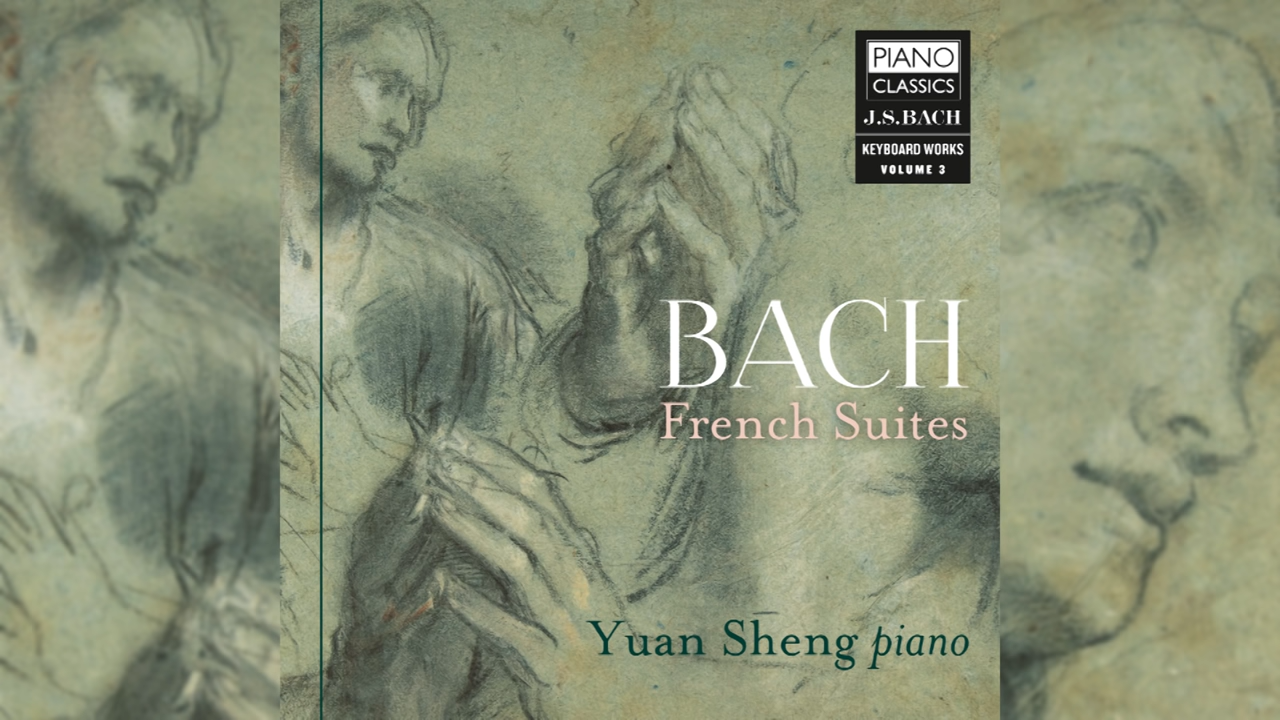 PIANO
CLASSICS
J.S.BACH
KEYBOARD WORKS
VOLUME 3
BACH
French Suites
Yuan Sheng piano